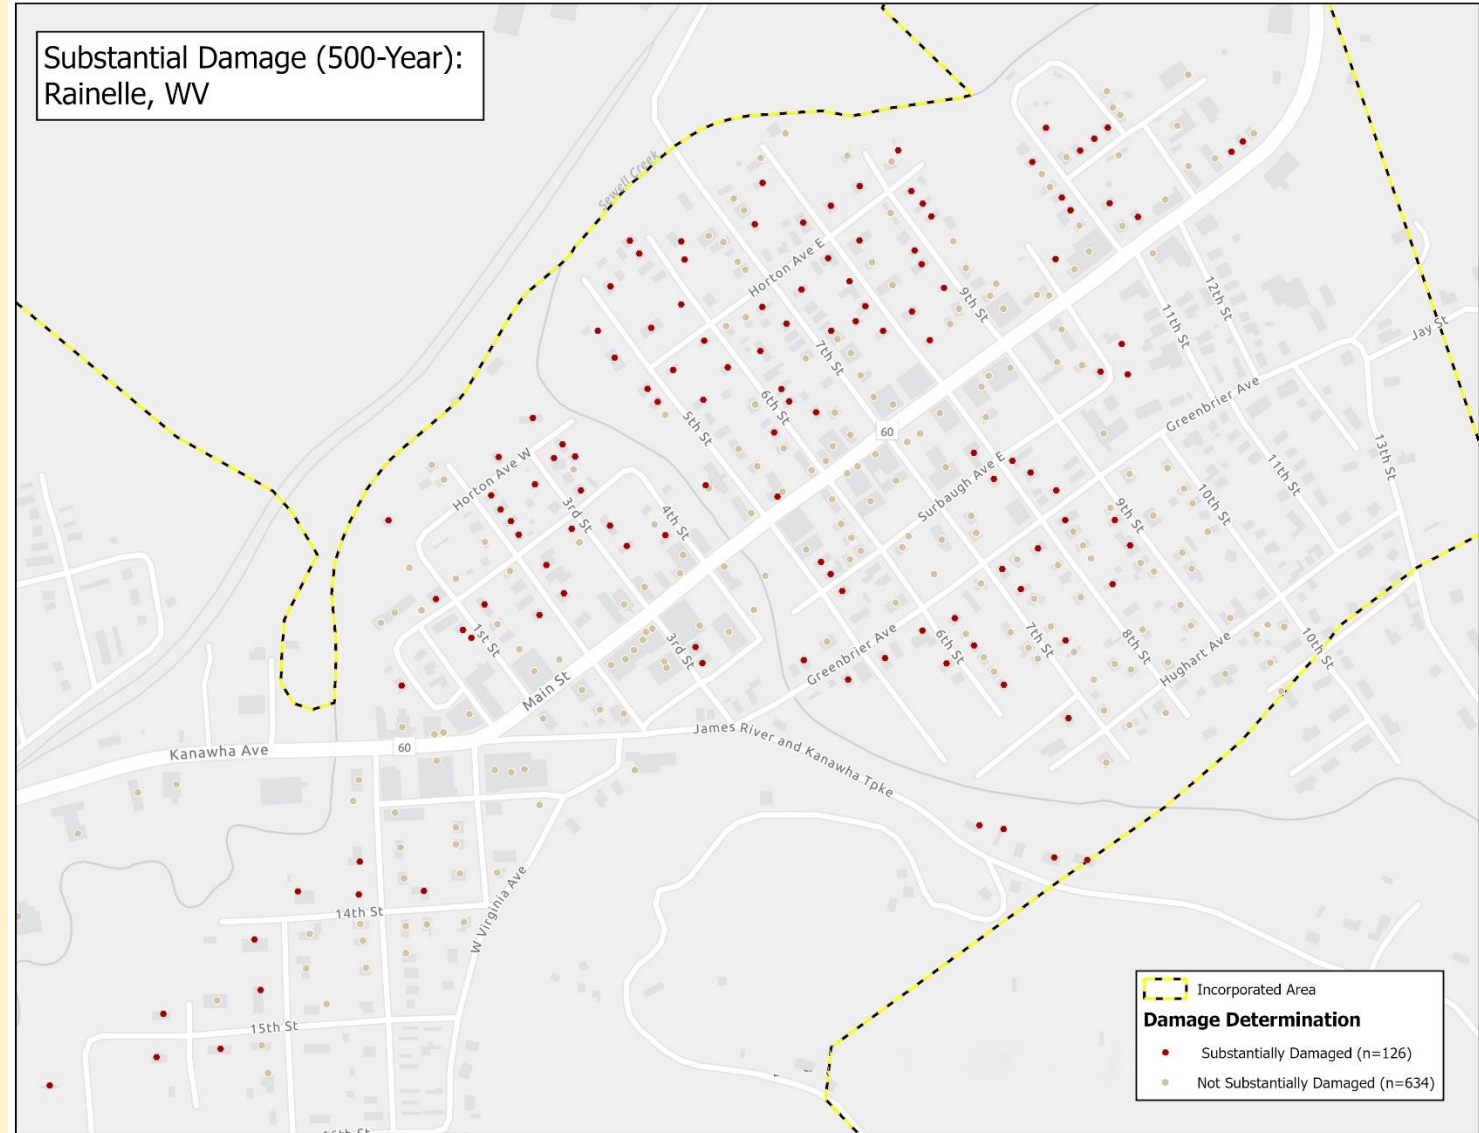 Substantial Damage (500-Year):
Rainelle, WV
Sewell Creek
Horton Ave E
9th St
12th St
11th St
Jay St
7th St
6th St
5th St
60
Greenbrier Ave
13th St
Horton Ave W
3rd St
4th St
Surbaugh Ave E
9th St
10th St
11th St
1st St
3rd St
Main St
Greenbrier Ave
6th St
7th St
8th St
Hughart Ave
10th St
Kanawha Ave
60
James River and Kanawha Tpke
W Virginia Ave
14th St
15th St
16th St
Incorporated Area
Damage Determination
Substantially Damaged (n=126)
Not Substantially Damaged (n=634)